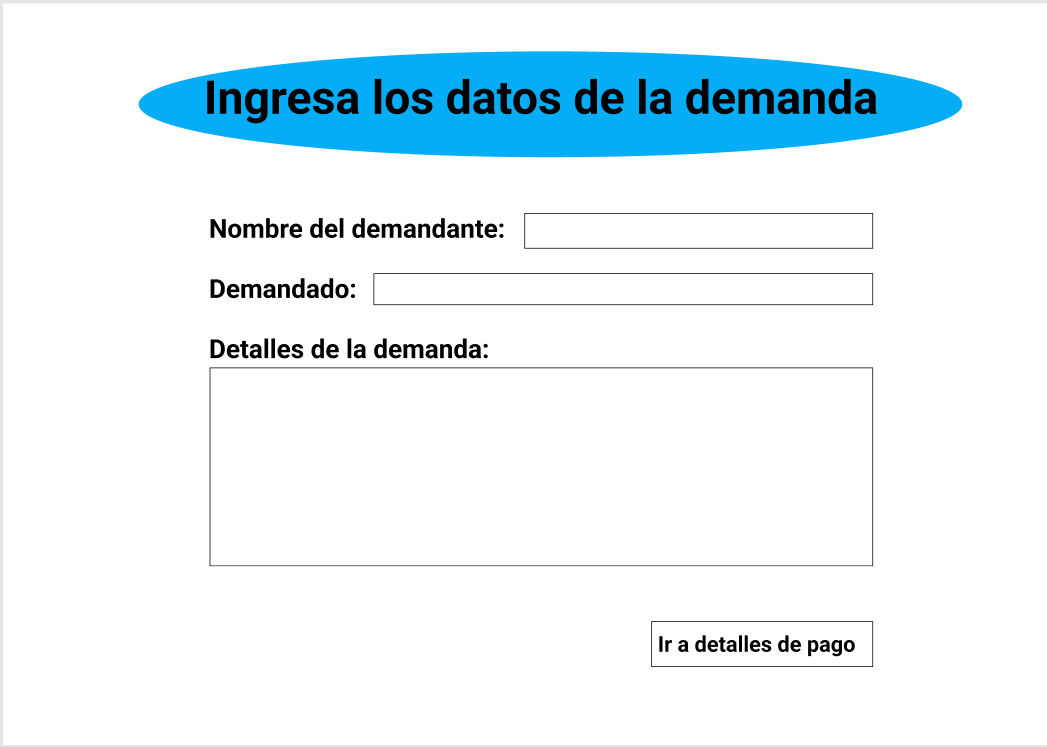 Ingresa los datos de la demanda
Nombre del demandante:
Demandado:
Detalles de la demanda:
Ir a detalles de pago